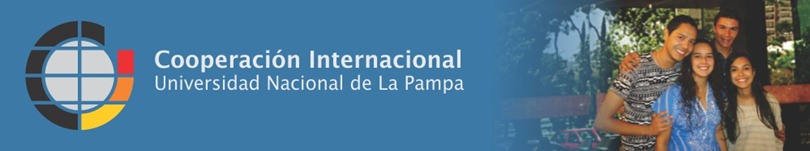 Cooperación Internacional
Universidad Nacional de La Pampa